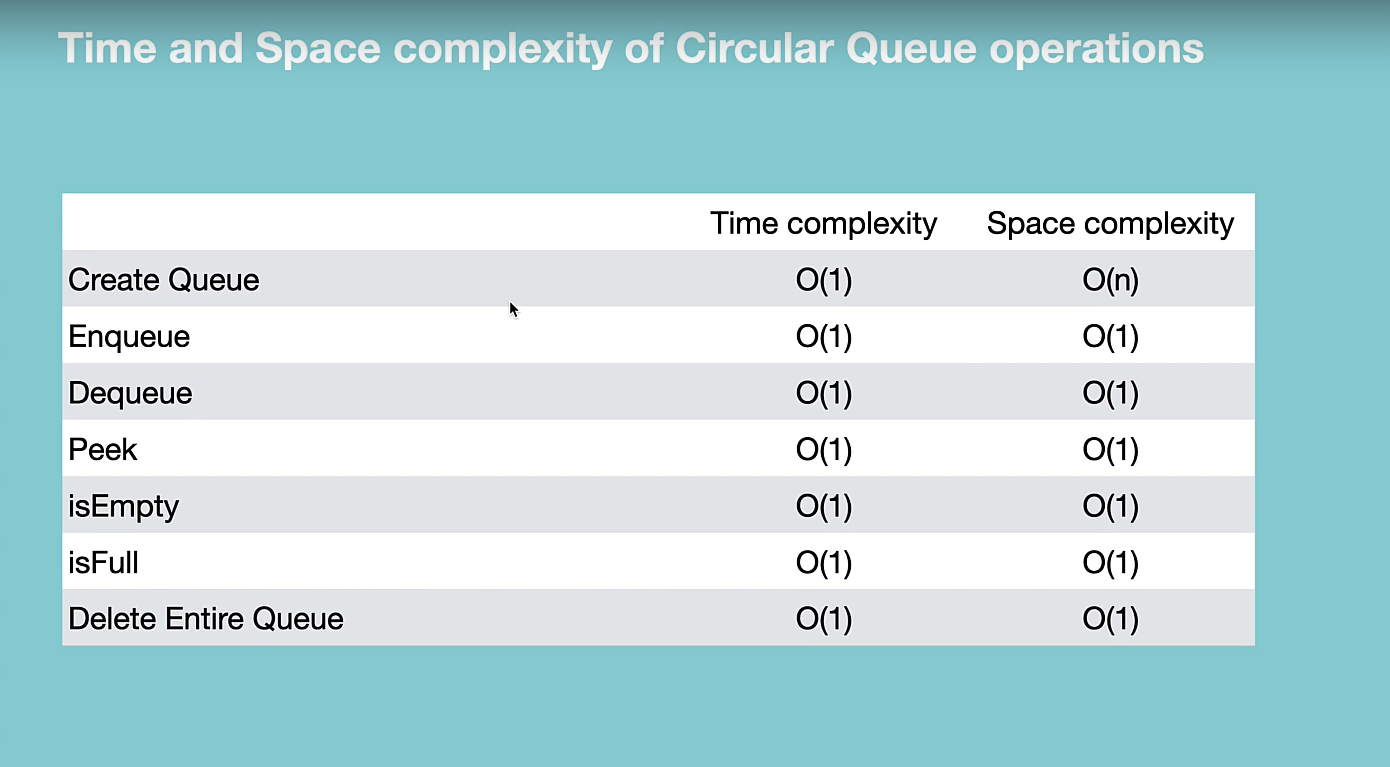 Time and Space complexity of Circular Queue operations
Time complexity Space complexity
Create Queue O(1) O(n)
Enqueue O(1) O(1)
Dequeue O(1) O(1)
Peek O(1) O(1)
isEmpty O(1) O(1)
isFull O(1) O(1)
Delete Entire Queue O(1) O(1)